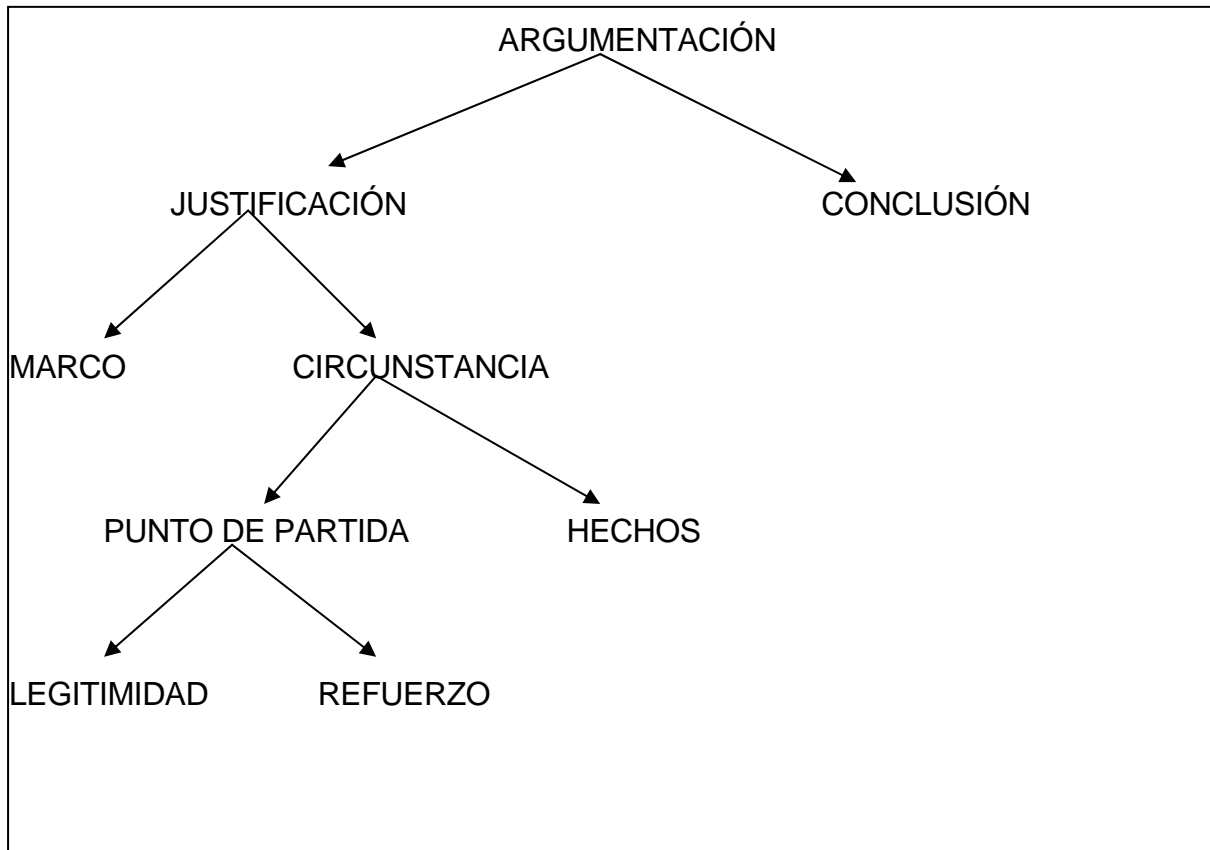 ARGUMENTACIÓN
JUSTIFICACIÓN CONCLUSIÓN
MARCO CIRCUNSTANCIA
PUNTO DE PARTIDA HECHOS
LEGITIMIDAD REFUERZO